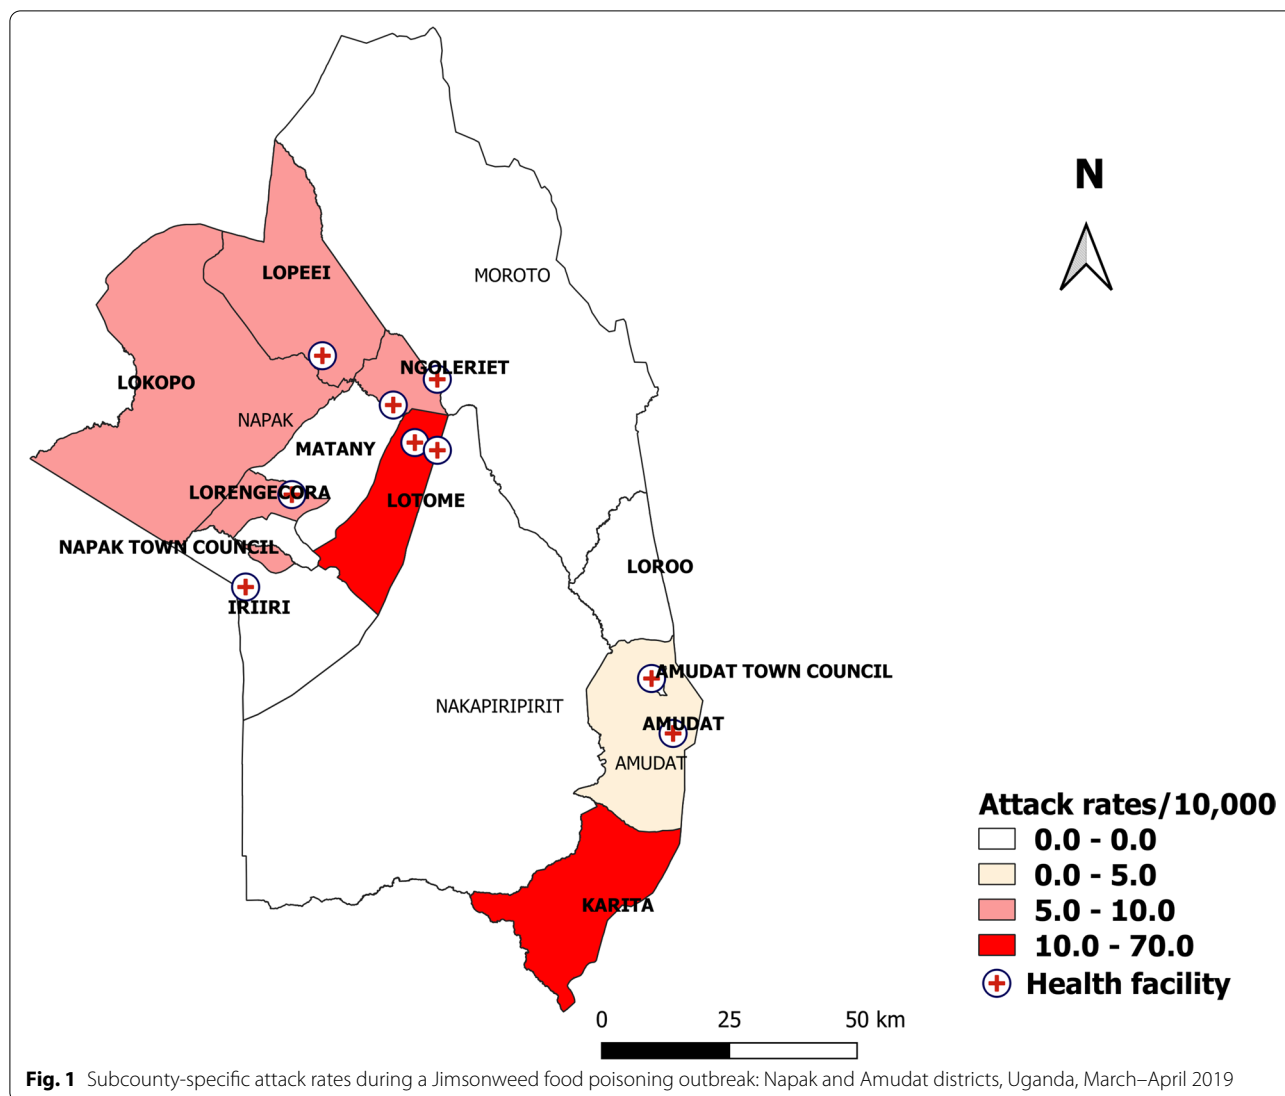 N
LOPEEI
MOROTO
NGOLERIET
LOKOPO
NAPAK
MATANY
LORENGECORA
LOTOME
NAPAK TOWN COUNCIL
LOROO
IRIIRI
AMUDAT TOWN COUNCIL
NAKAPIRIPIRIT
AMUDAT
AMUDAT
KARITA
Attack rates/10,000
0.0 - 0.0
0.0 - 5.0
5.0 - 10.0
10.0 - 70.0
Health facility
0 25 50 km
Fig. 1 Subcounty-specific attack rates during a Jimsonweed food poisoning outbreak: Napak and Amudat districts, Uganda, March–April 2019